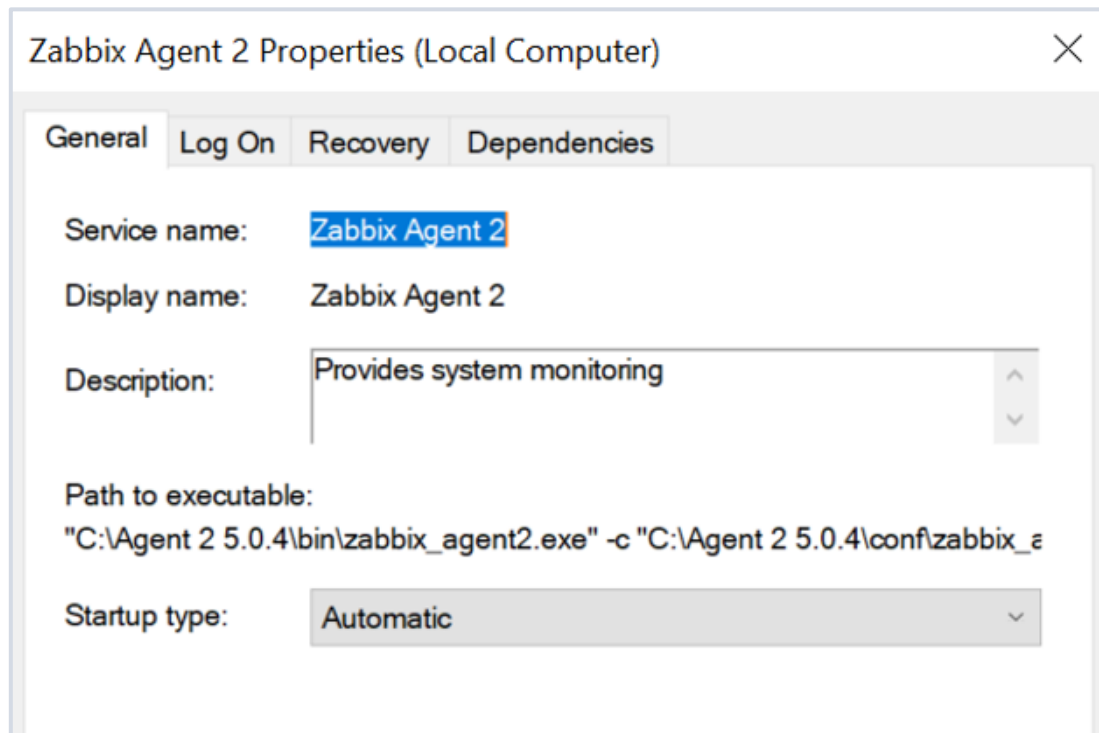 Zabbix Agent 2 Properties (Local Computer)
General Log On Recovery Dependencies
Service name: Zabbix Agent 2
Display name: Zabbix Agent 2
Description: Provides system monitoring
Path to executable:
"C:\Agent 2 5.0.4\bin\zabbix_agent2.exe" -c "C:\Agent 2 5.0.4\conf\zabbix_a
Startup type: Automatic